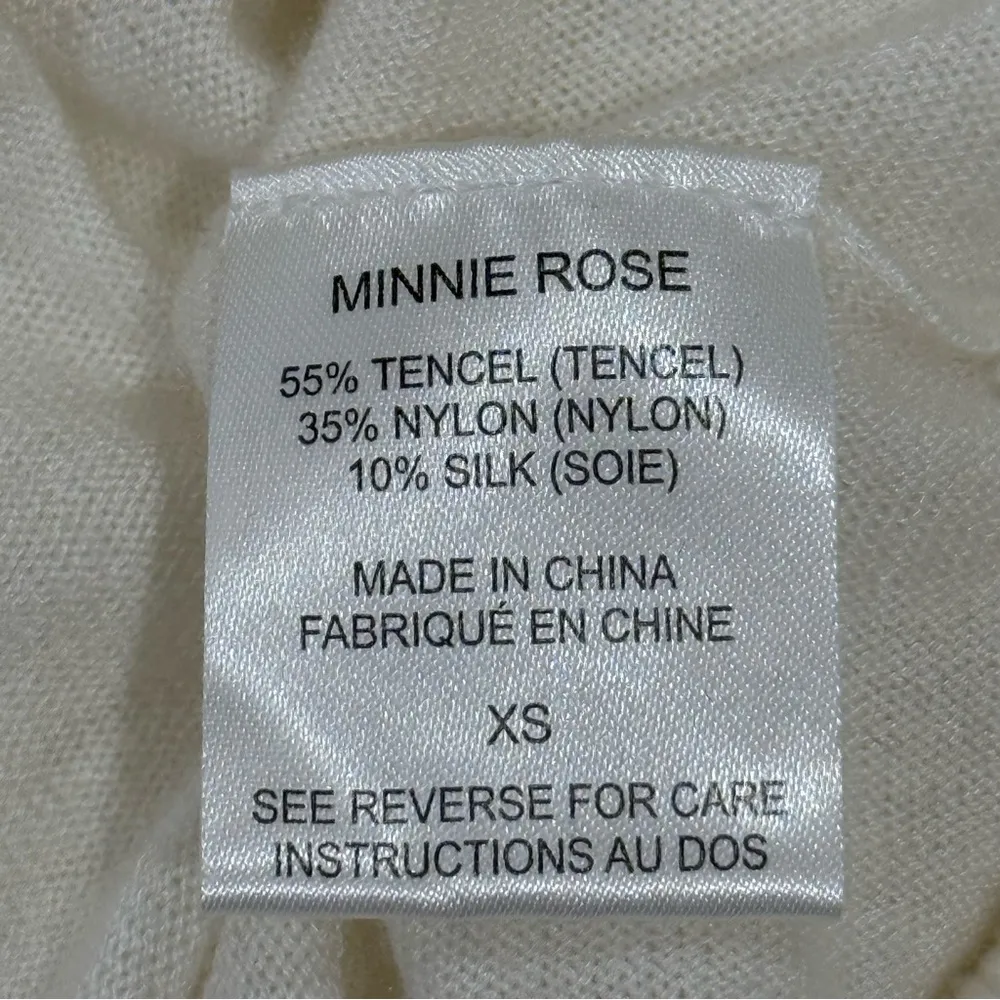 MINNIE ROSE
55% TENCEL (TENCEL)
35% NYLON (NYLON)
10% SILK (SOIE)
MADE IN CHINA
FABRIQUÉ EN CHINE
XS
SEE REVERSE FOR CARE
INSTRUCTIONS AU DOS